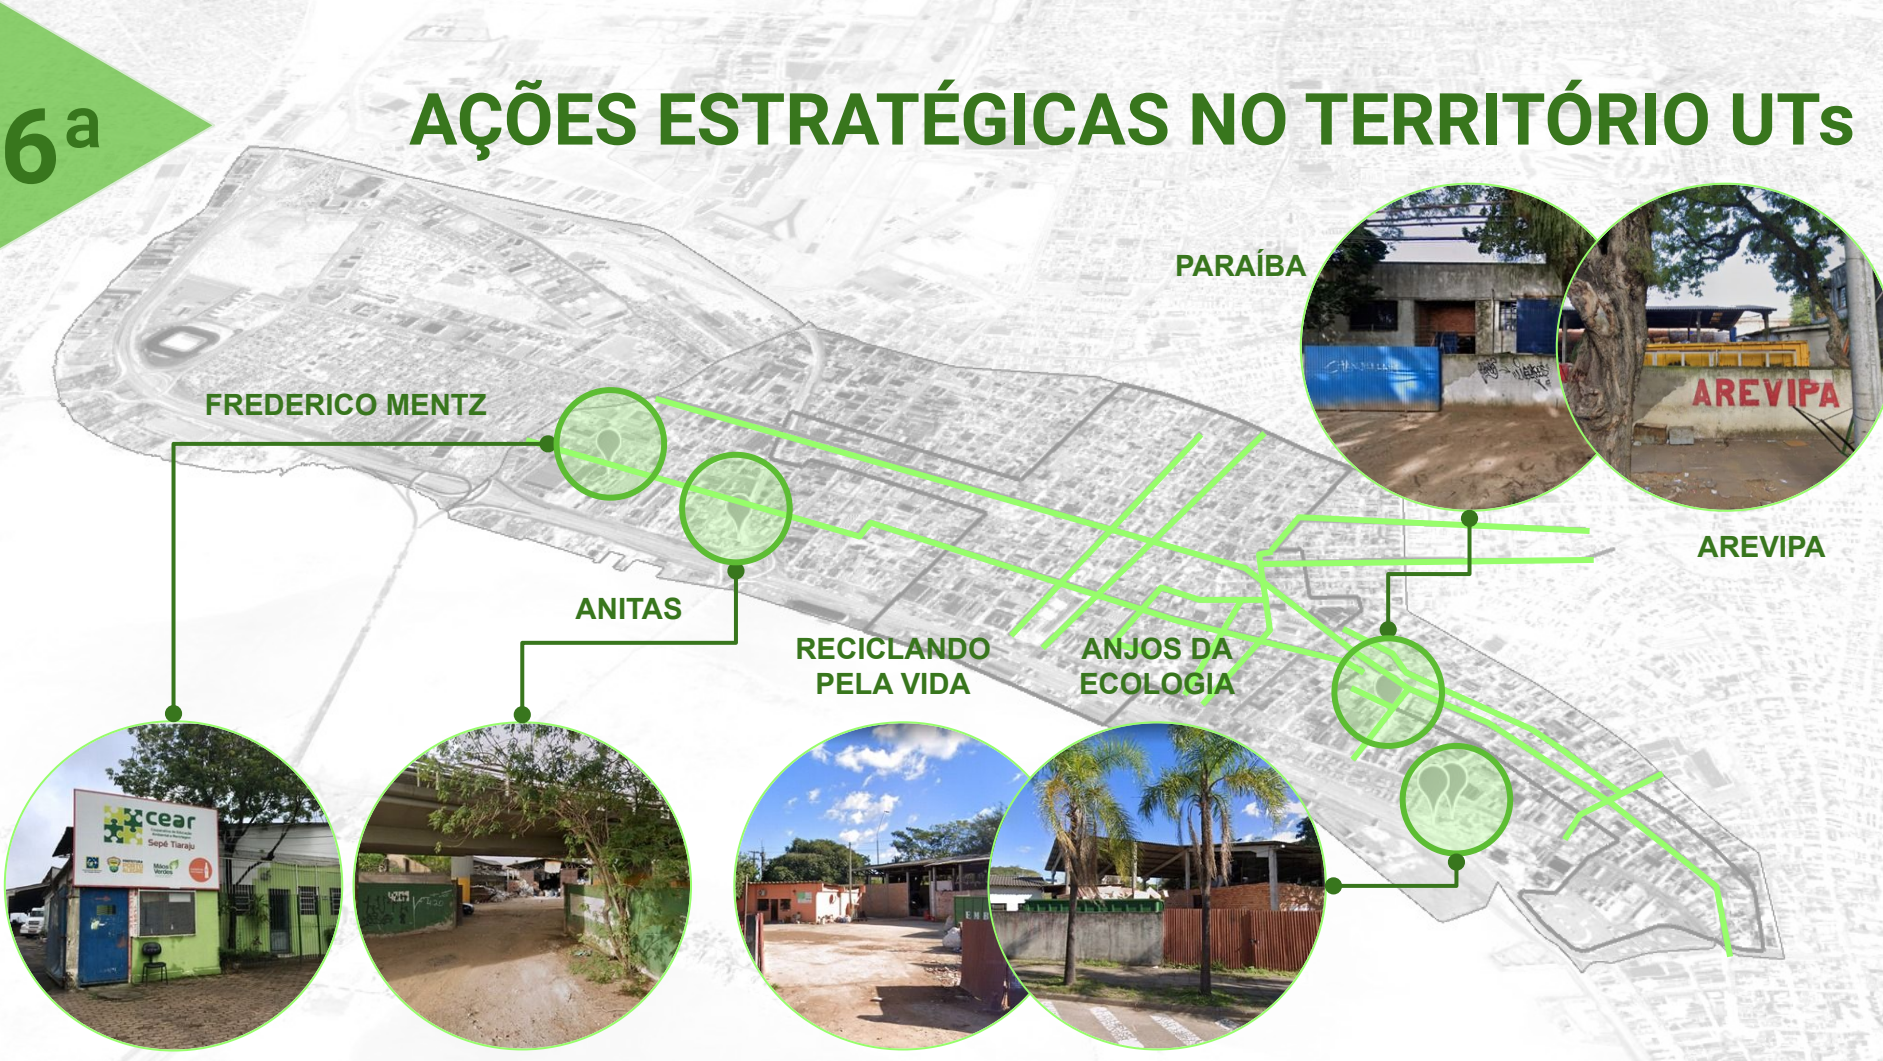 6ª
AÇÕES ESTRATÉGICAS NO TERRITÓRIO UTs
PARAÍBA
AREVIPA
FREDERICO MENTZ
AREVIPA
ANITAS
RECICLANDO
PELA VIDA
ANJOS DA
ECOLOGIA
cear
Sepé Tiaraju